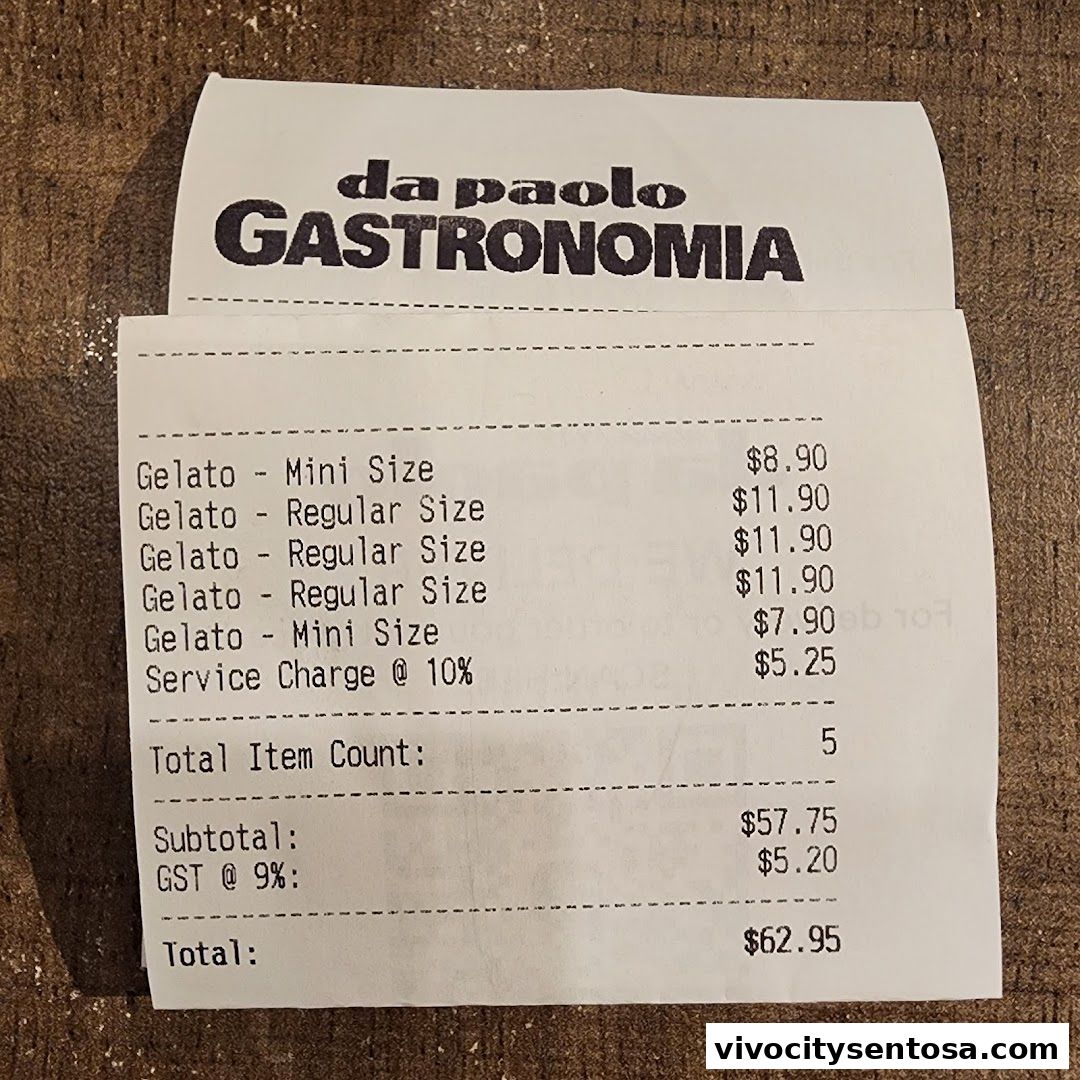 da paolo
GASTRONOMIA
Gelato - Mini Size $8.90
Gelato - Regular Size $11.90
Gelato - Regular Size $11.90
Gelato - Regular Size $11.90
Gelato - Mini Size $7.90
Service Charge @ 10% $5.25
Total Item Count: 5
Subtotal: $57.75
GST @ 9%: $5.20
Total: $62.95
vivocitysentosa.com